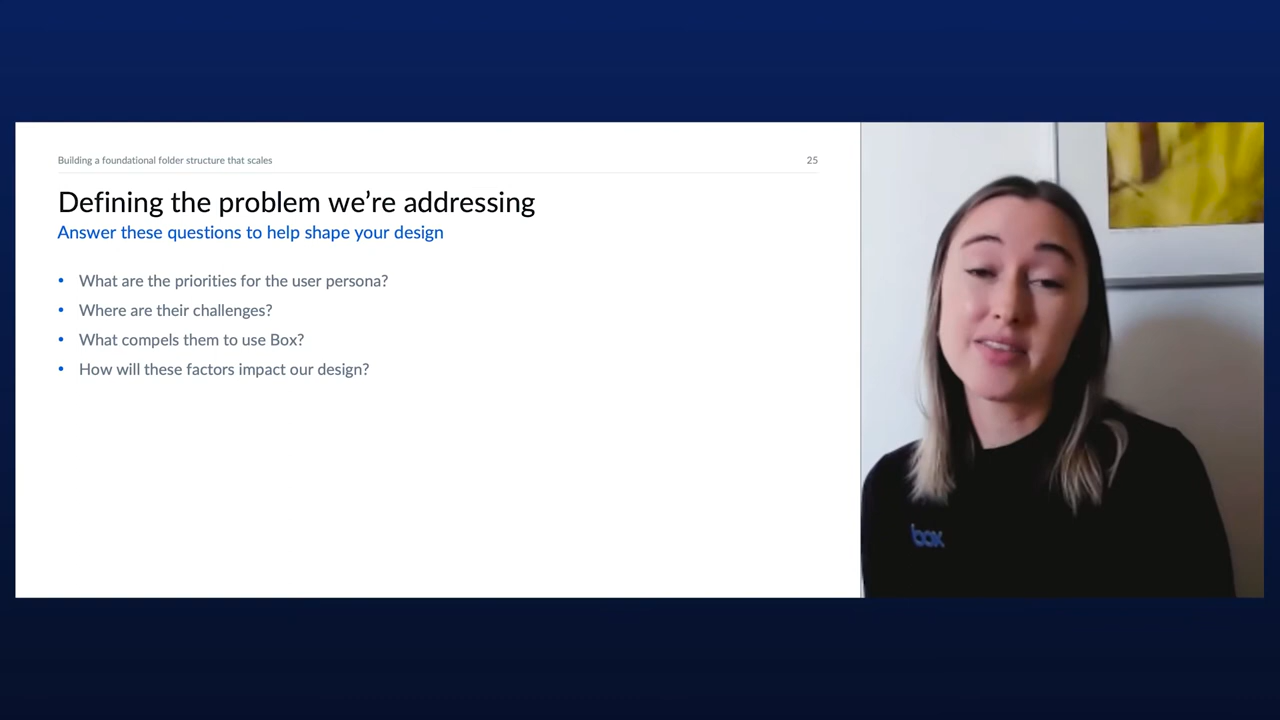 Building a foundational folder structure that scales
25
Defining the problem we’re addressing
Answer these questions to help shape your design
• What are the priorities for the user persona?
• Where are their challenges?
• What compels them to use Box?
• How will these factors impact our design?
box